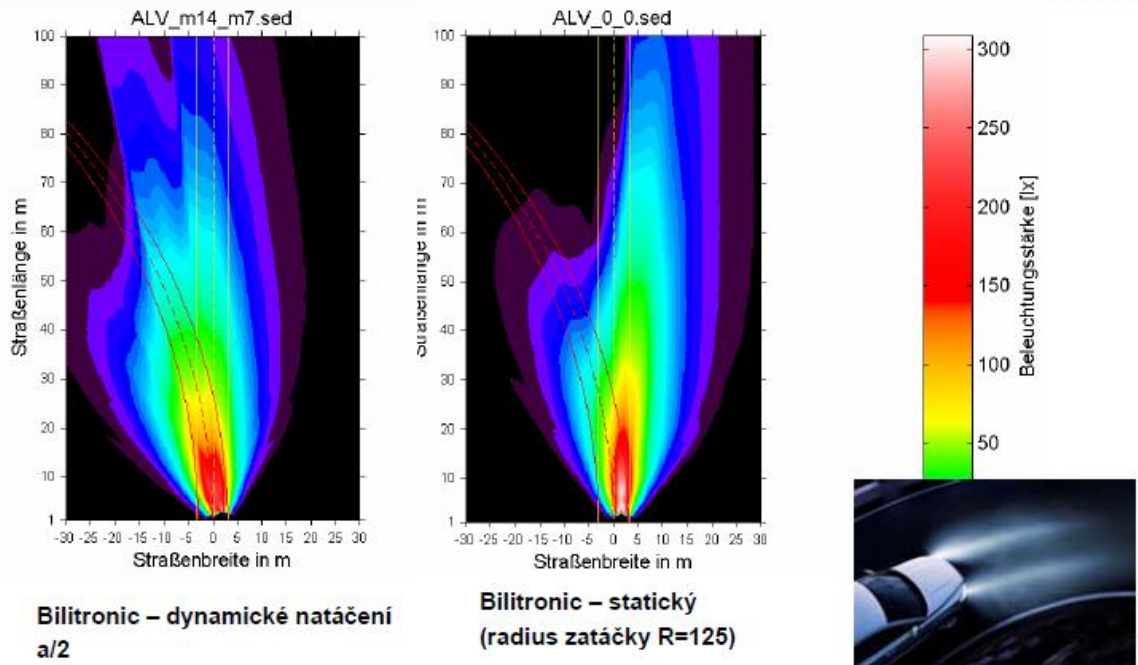 ALV_m14_m7.sed
100
90
80
70
60
50
40
30
20
10
1
-30 -25 -20 -15 -10 -5 0 5 10 15 20 25 30
Straßenlänge in m
Straßenbreite in m
ALV_0_0.sed
100
90
80
70
60
50
40
30
20
10
1
-30 -25 -20 -15 -10 -5 0 5 10 15 20 25 30
Straßenlänge in m
Straßenbreite in m
300
250
200
150
100
50
Beleuchtungsstärke [lx]
Bilitronic – dynamické natáčení
a/2
Bilitronic – statický
(radius zatáčky R=125)